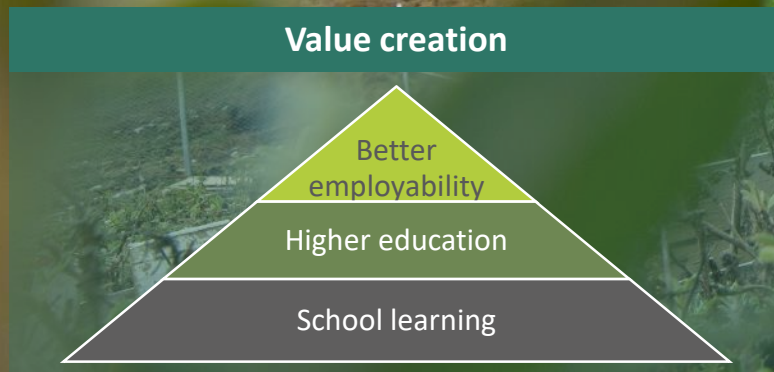 Value creation
Better
employability
Higher education
School learning